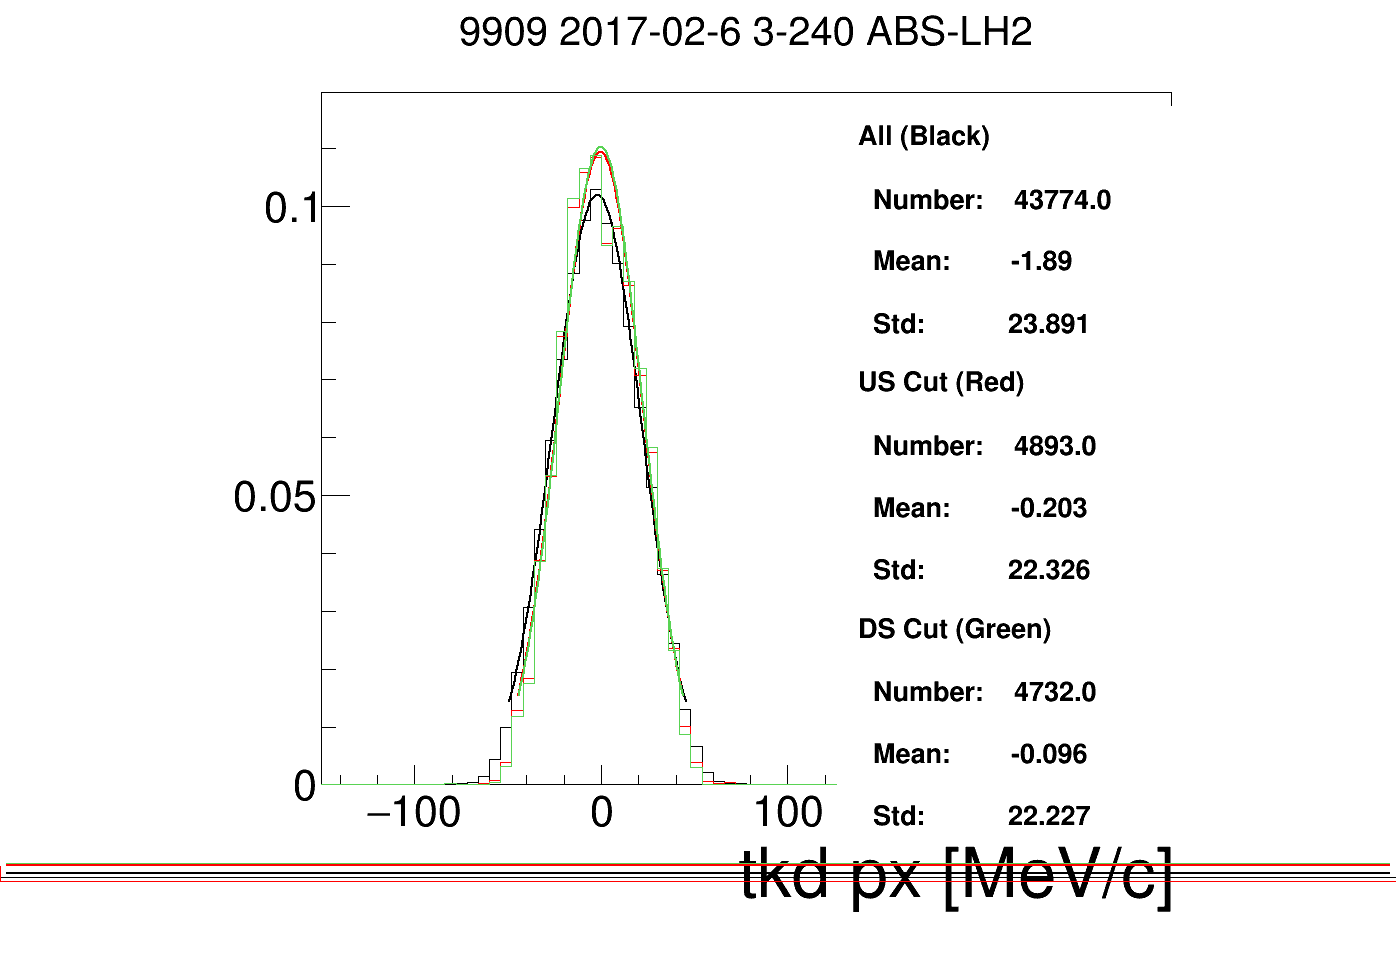 9909 2017-02-6 3-240 ABS-LH2
All (Black)
Number: 43774.0
Mean: -1.89
Std: 23.891
US Cut (Red)
Number: 4893.0
Mean: -0.203
Std: 22.326
DS Cut (Green)
Number: 4732.0
Mean: -0.096
Std: 22.227
0.1
0.05
0
−100 0 100
tkd px [MeV/c]